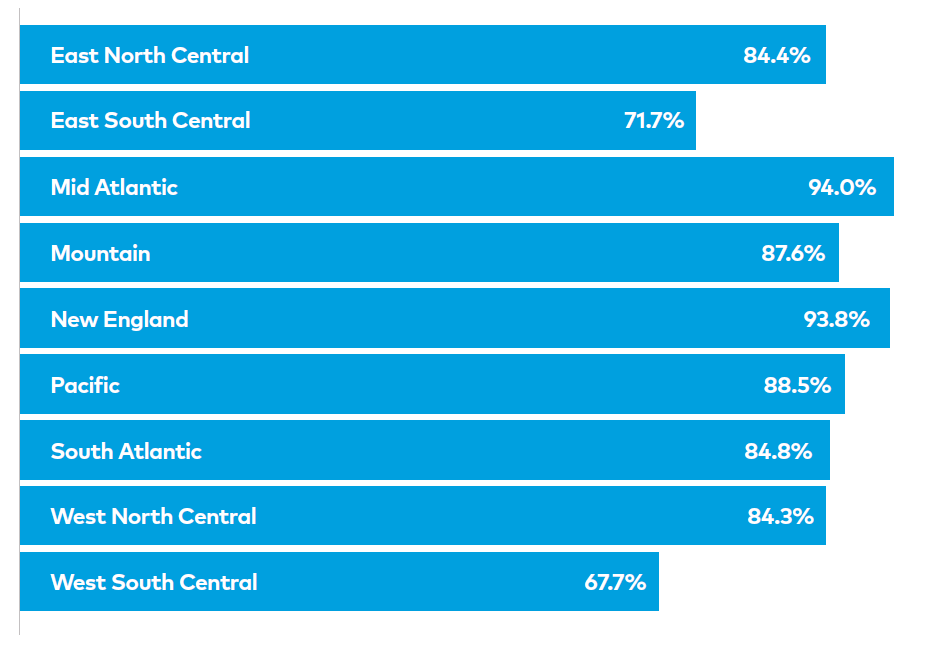 East North Central 84.4%
East South Central 71.7%
Mid Atlantic 94.0%
Mountain 87.6%
New England 93.8%
Pacific 88.5%
South Atlantic 84.8%
West North Central 84.3%
West South Central 67.7%